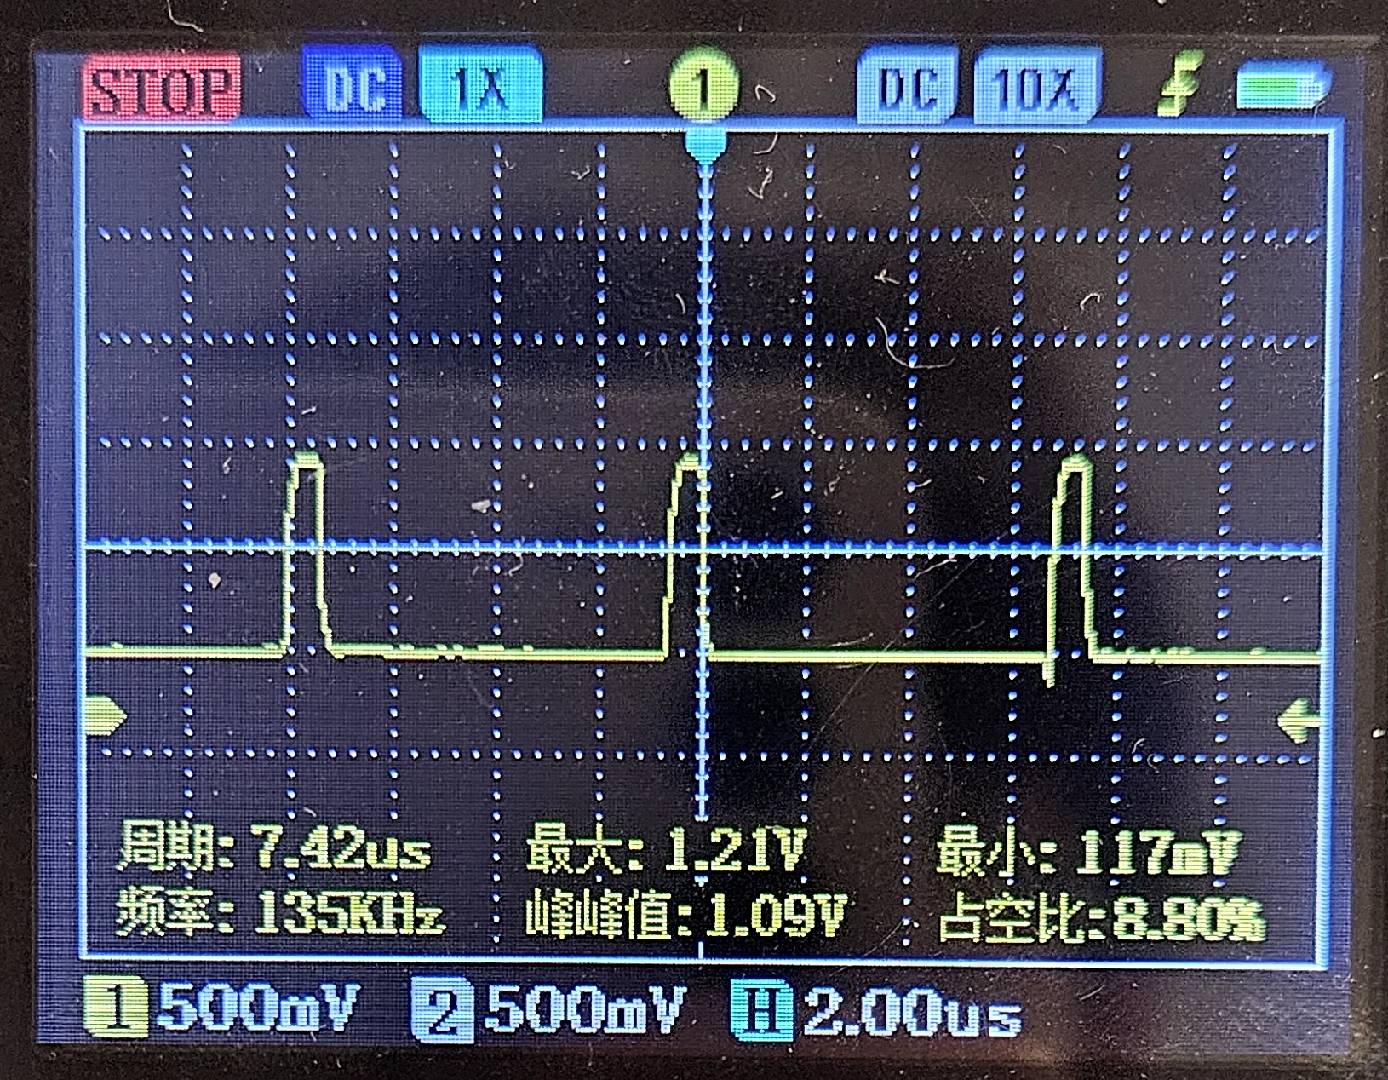 STOP DC 1X 1 DC 10X
周期: 7.42us 最大: 1.21V 最小: 117mV
频率: 135KHz 峰峰值: 1.09V 占空比: 8.80%
1 500mV 2 500mV H 2.00us